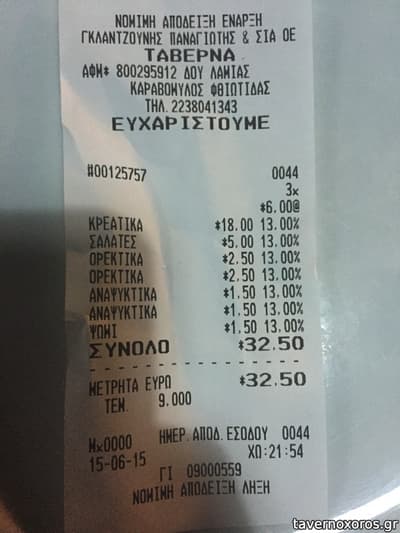 ΝΟΜΙΜΗ ΑΠΟΔΕΙΞΗ ΕΝΑΡΞΗ
ΓΚΛΑΝΤΖΟΥΝΗΣ ΠΑΝΑΓΙΩΤΗΣ & ΣΙΑ ΟΕ
ΤΑΒΕΡΝΑ
ΑΦΜ* 800295912 ΔΟΥ ΛΑΜΙΑΣ
ΚΑΡΑΒΟΜΥΛΟΣ ΦΘΙΩΤΙΔΑΣ
ΤΗΛ. 2238041343
ΕΥΧΑΡΙΣΤΟΥΜΕ
#00125757 0044
3x
*6.00@
ΚΡΕΑΤΙΚΑ *18.00 13.00%
ΣΑΛΑΤΕΣ *5.00 13.00%
ΟΡΕΚΤΙΚΑ *2.50 13.00%
ΟΡΕΚΤΙΚΑ *2.50 13.00%
ΑΝΑΨΥΚΤΙΚΑ *1.50 13.00%
ΑΝΑΨΥΚΤΙΚΑ *1.50 13.00%
ΨΩΜΙ *1.50 13.00%
ΣΥΝΟΛΟ *32.50
ΜΕΤΡΗΤΑ ΕΥΡΩ *32.50
ΤΕΜ. 9.000
Μχ0000 ΗΜΕΡ. ΑΠΟΔ. ΕΣΟΔΟΥ 0044
15-06-15 ΧΩ:21:54
ΓΙ 09000559
ΝΟΜΙΜΗ ΑΠΟΔΕΙΞΗ ΛΗΞΗ
tavernoxoros.gr